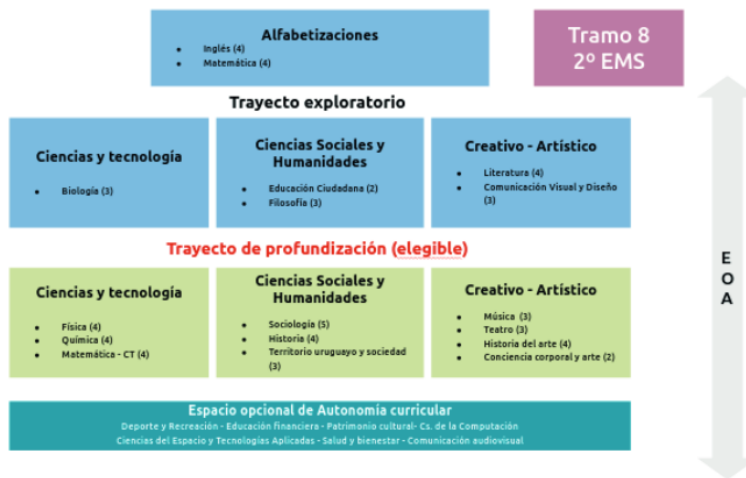 Alfabetizaciones
• Inglés (4)
• Matemática (4)
Tramo 8
2º EMS
Trayecto exploratorio
Ciencias y tecnología
• Biología (3)
Ciencias Sociales y
Humanidades
• Educación Ciudadana (2)
• Filosofía (3)
Creativo - Artístico
• Literatura (4)
• Comunicación Visual y Diseño
(3)
Trayecto de profundización (elegible)
Ciencias y tecnología
• Física (4)
• Química (4)
• Matemática - CT (4)
Ciencias Sociales y
Humanidades
• Sociología (5)
• Historia (4)
• Territorio uruguayo y sociedad
(3)
Creativo - Artístico
• Música (3)
• Teatro (3)
• Historia del arte (4)
• Conciencia corporal y arte (2)
E
O
A
Espacio opcional de Autonomía curricular
Deporte y Recreación - Educación financiera - Patrimonio cultural- Cs. de la Computación
Ciencias del Espacio y Tecnologías Aplicadas - Salud y bienestar - Comunicación audiovisual